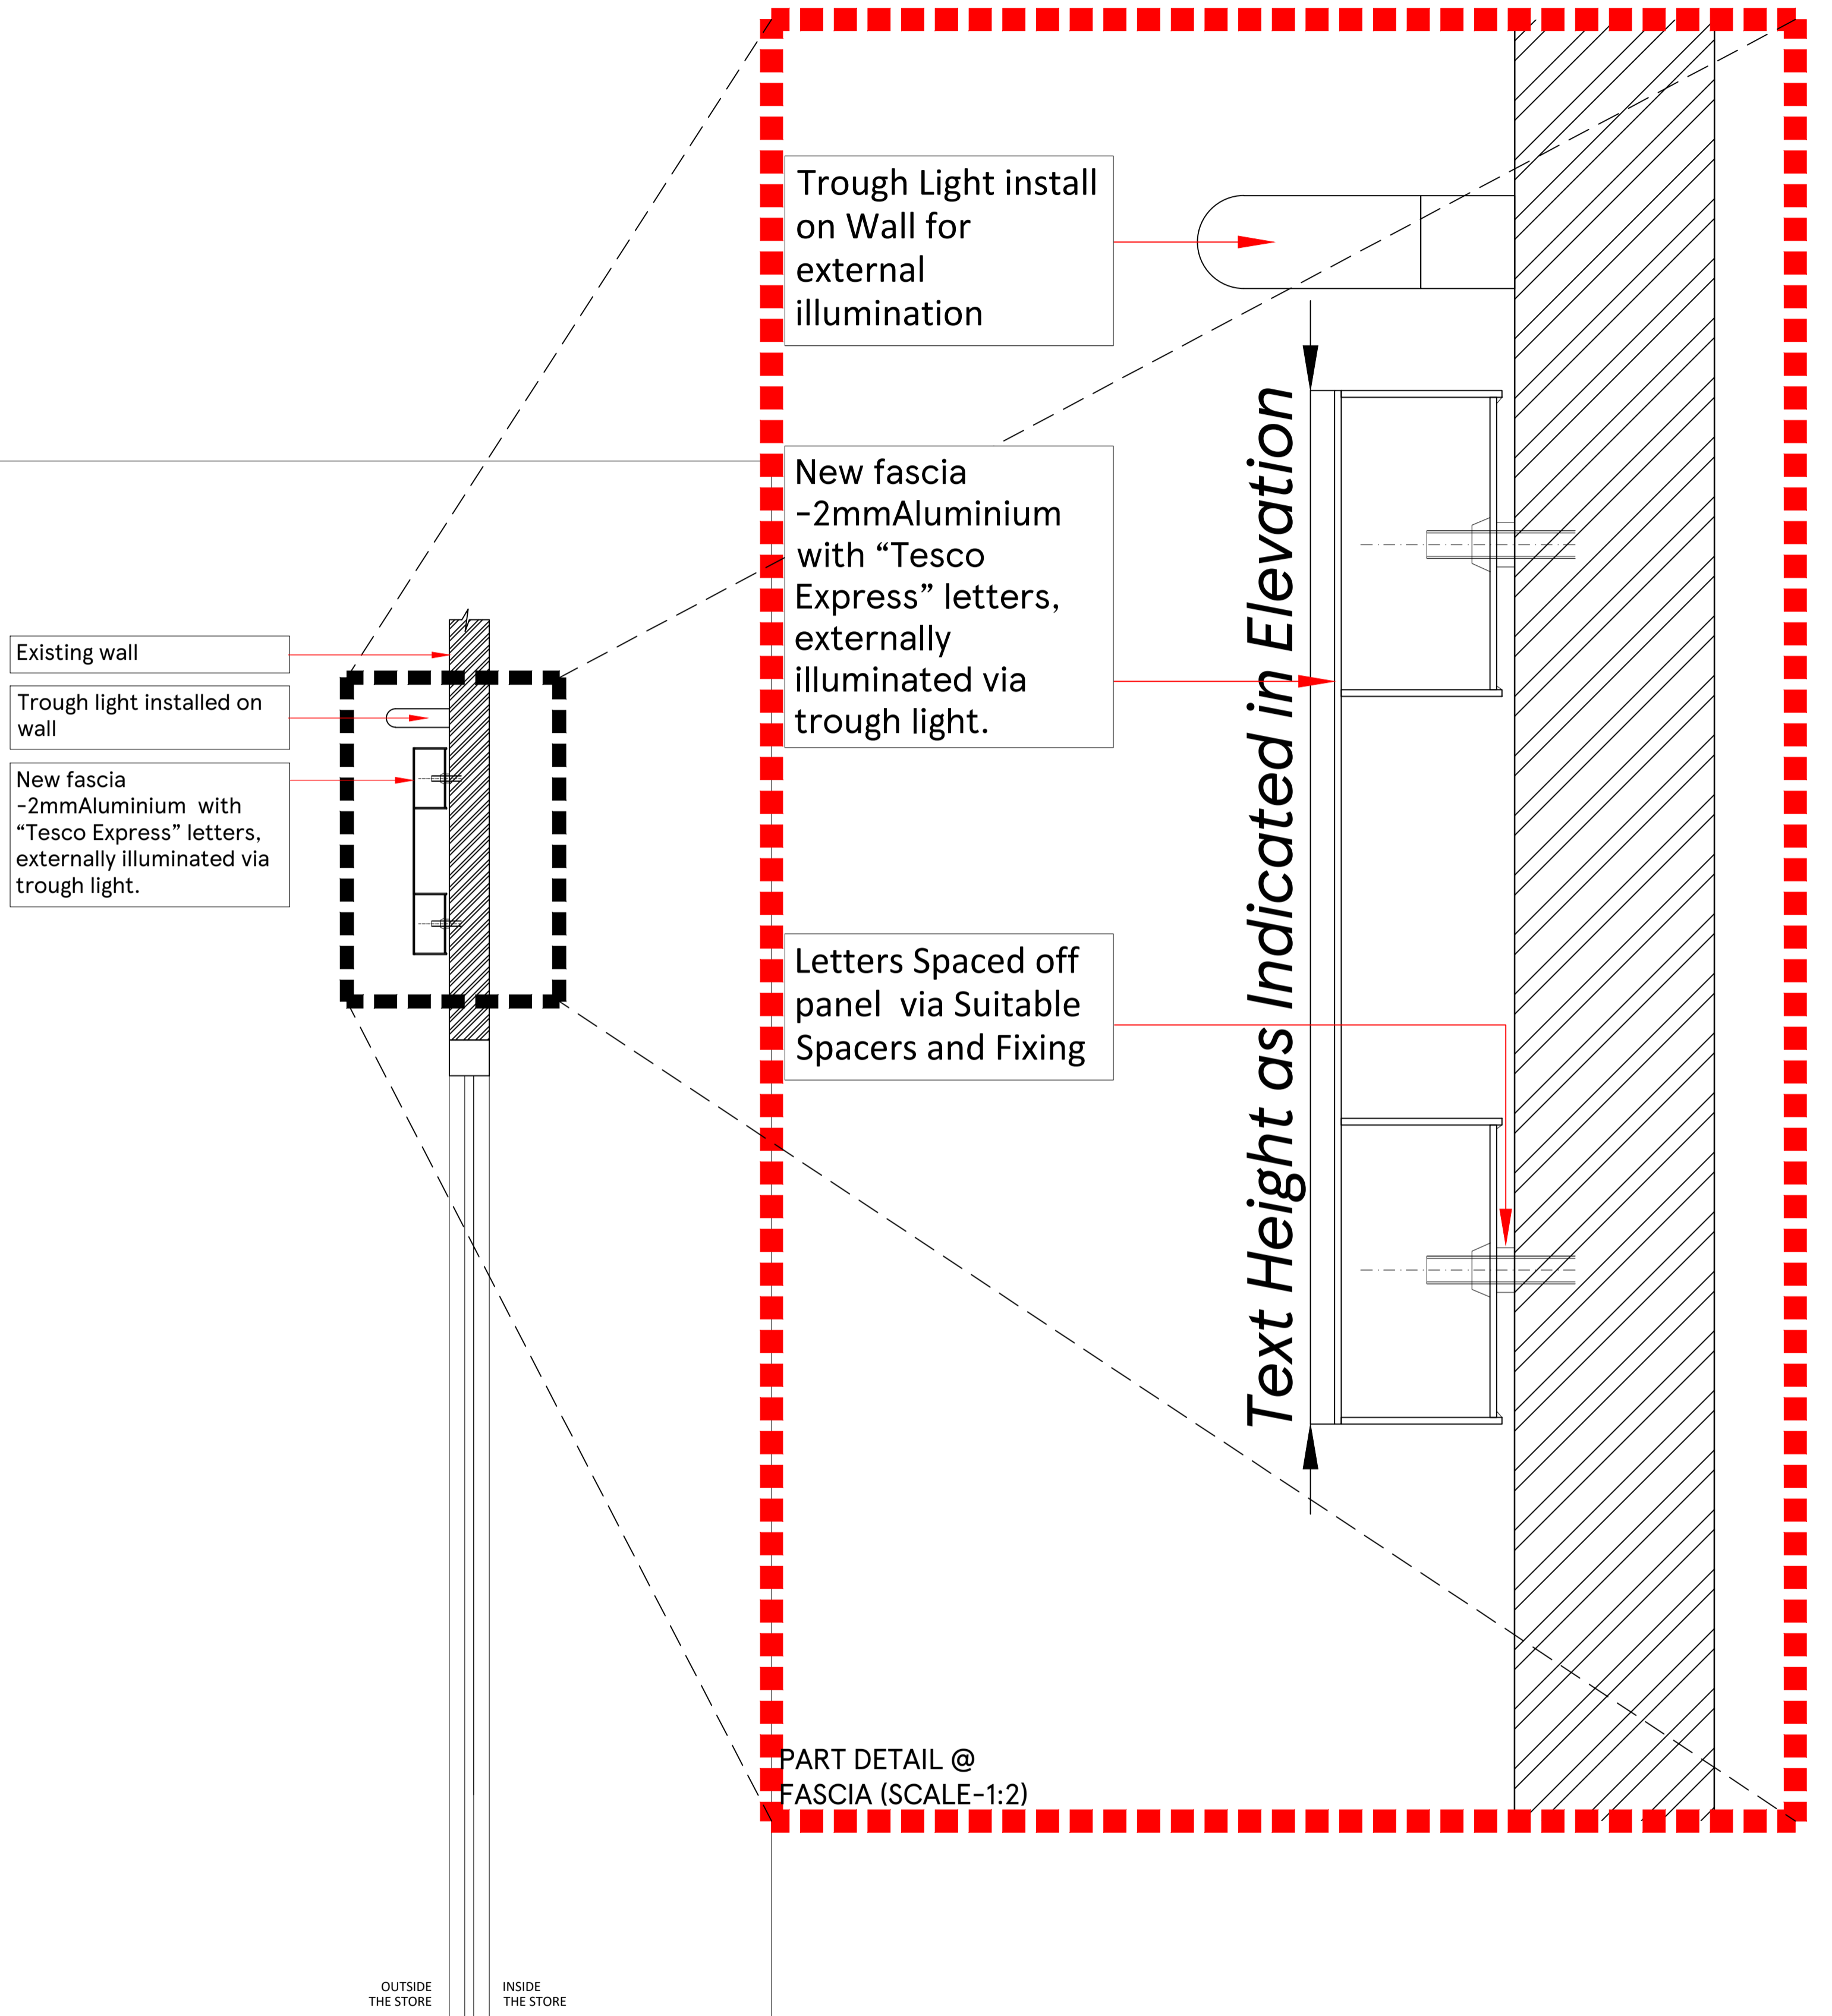 Trough Light install
on Wall for
external
illumination
New fascia
-2mmAluminium
with “Tesco
Express” letters,
externally
illuminated via
trough light.
Letters Spaced off
panel via Suitable
Spacers and Fixing
Text Height as Indiccated in Elevation
Existing wall
Trough light installed on
wall
New fascia
-2mmAluminium with
“Tesco Express” letters,
externally illuminated via
trough light.
PART DETAIL @
FASCIA (SCALE-1:2)
OUTSIDE
THE STORE
INSIDE
THE STORE